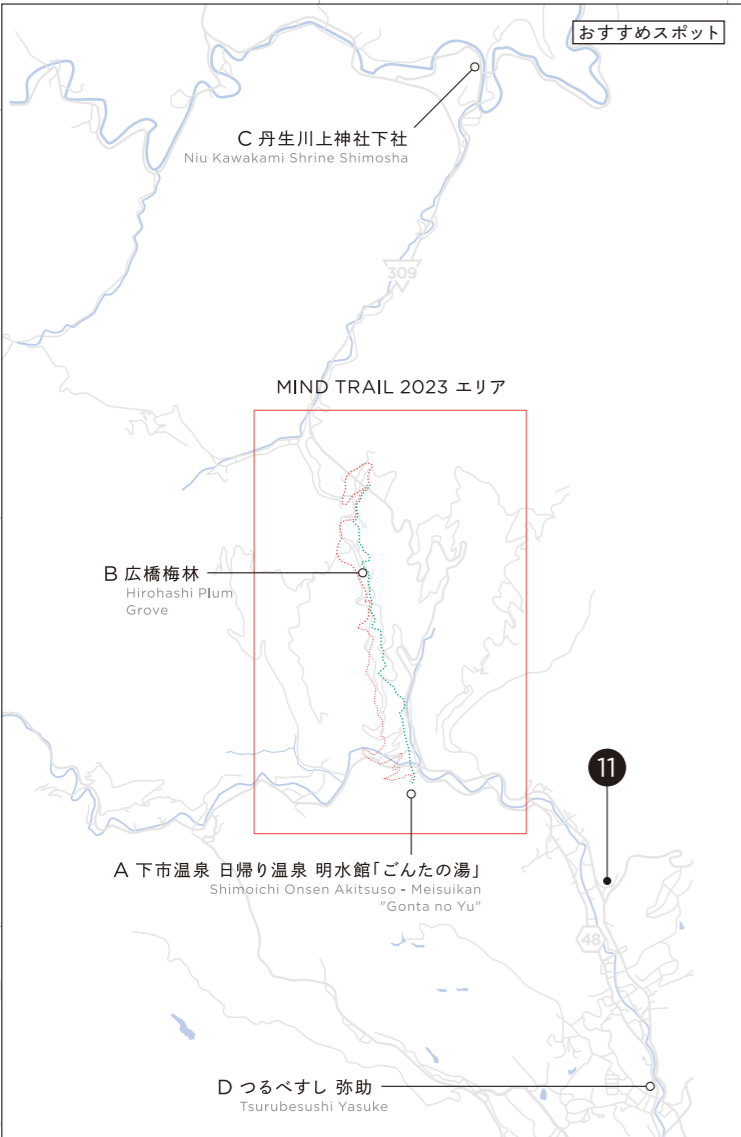 おすすめスポット
C 丹生川上神社下社
Niu Kawakami Shrine Shimosha
309
MIND TRAIL 2023 エリア
B 広橋梅林
Hirohashi Plum
Grove
11
A 下市温泉 日帰り温泉 明水館「ごんたの湯」
Shimoichi Onsen Akitsuso - Meisuikan
"Gonta no Yu"
48
D つるべすし 弥助
Tsurubesushi Yasuke